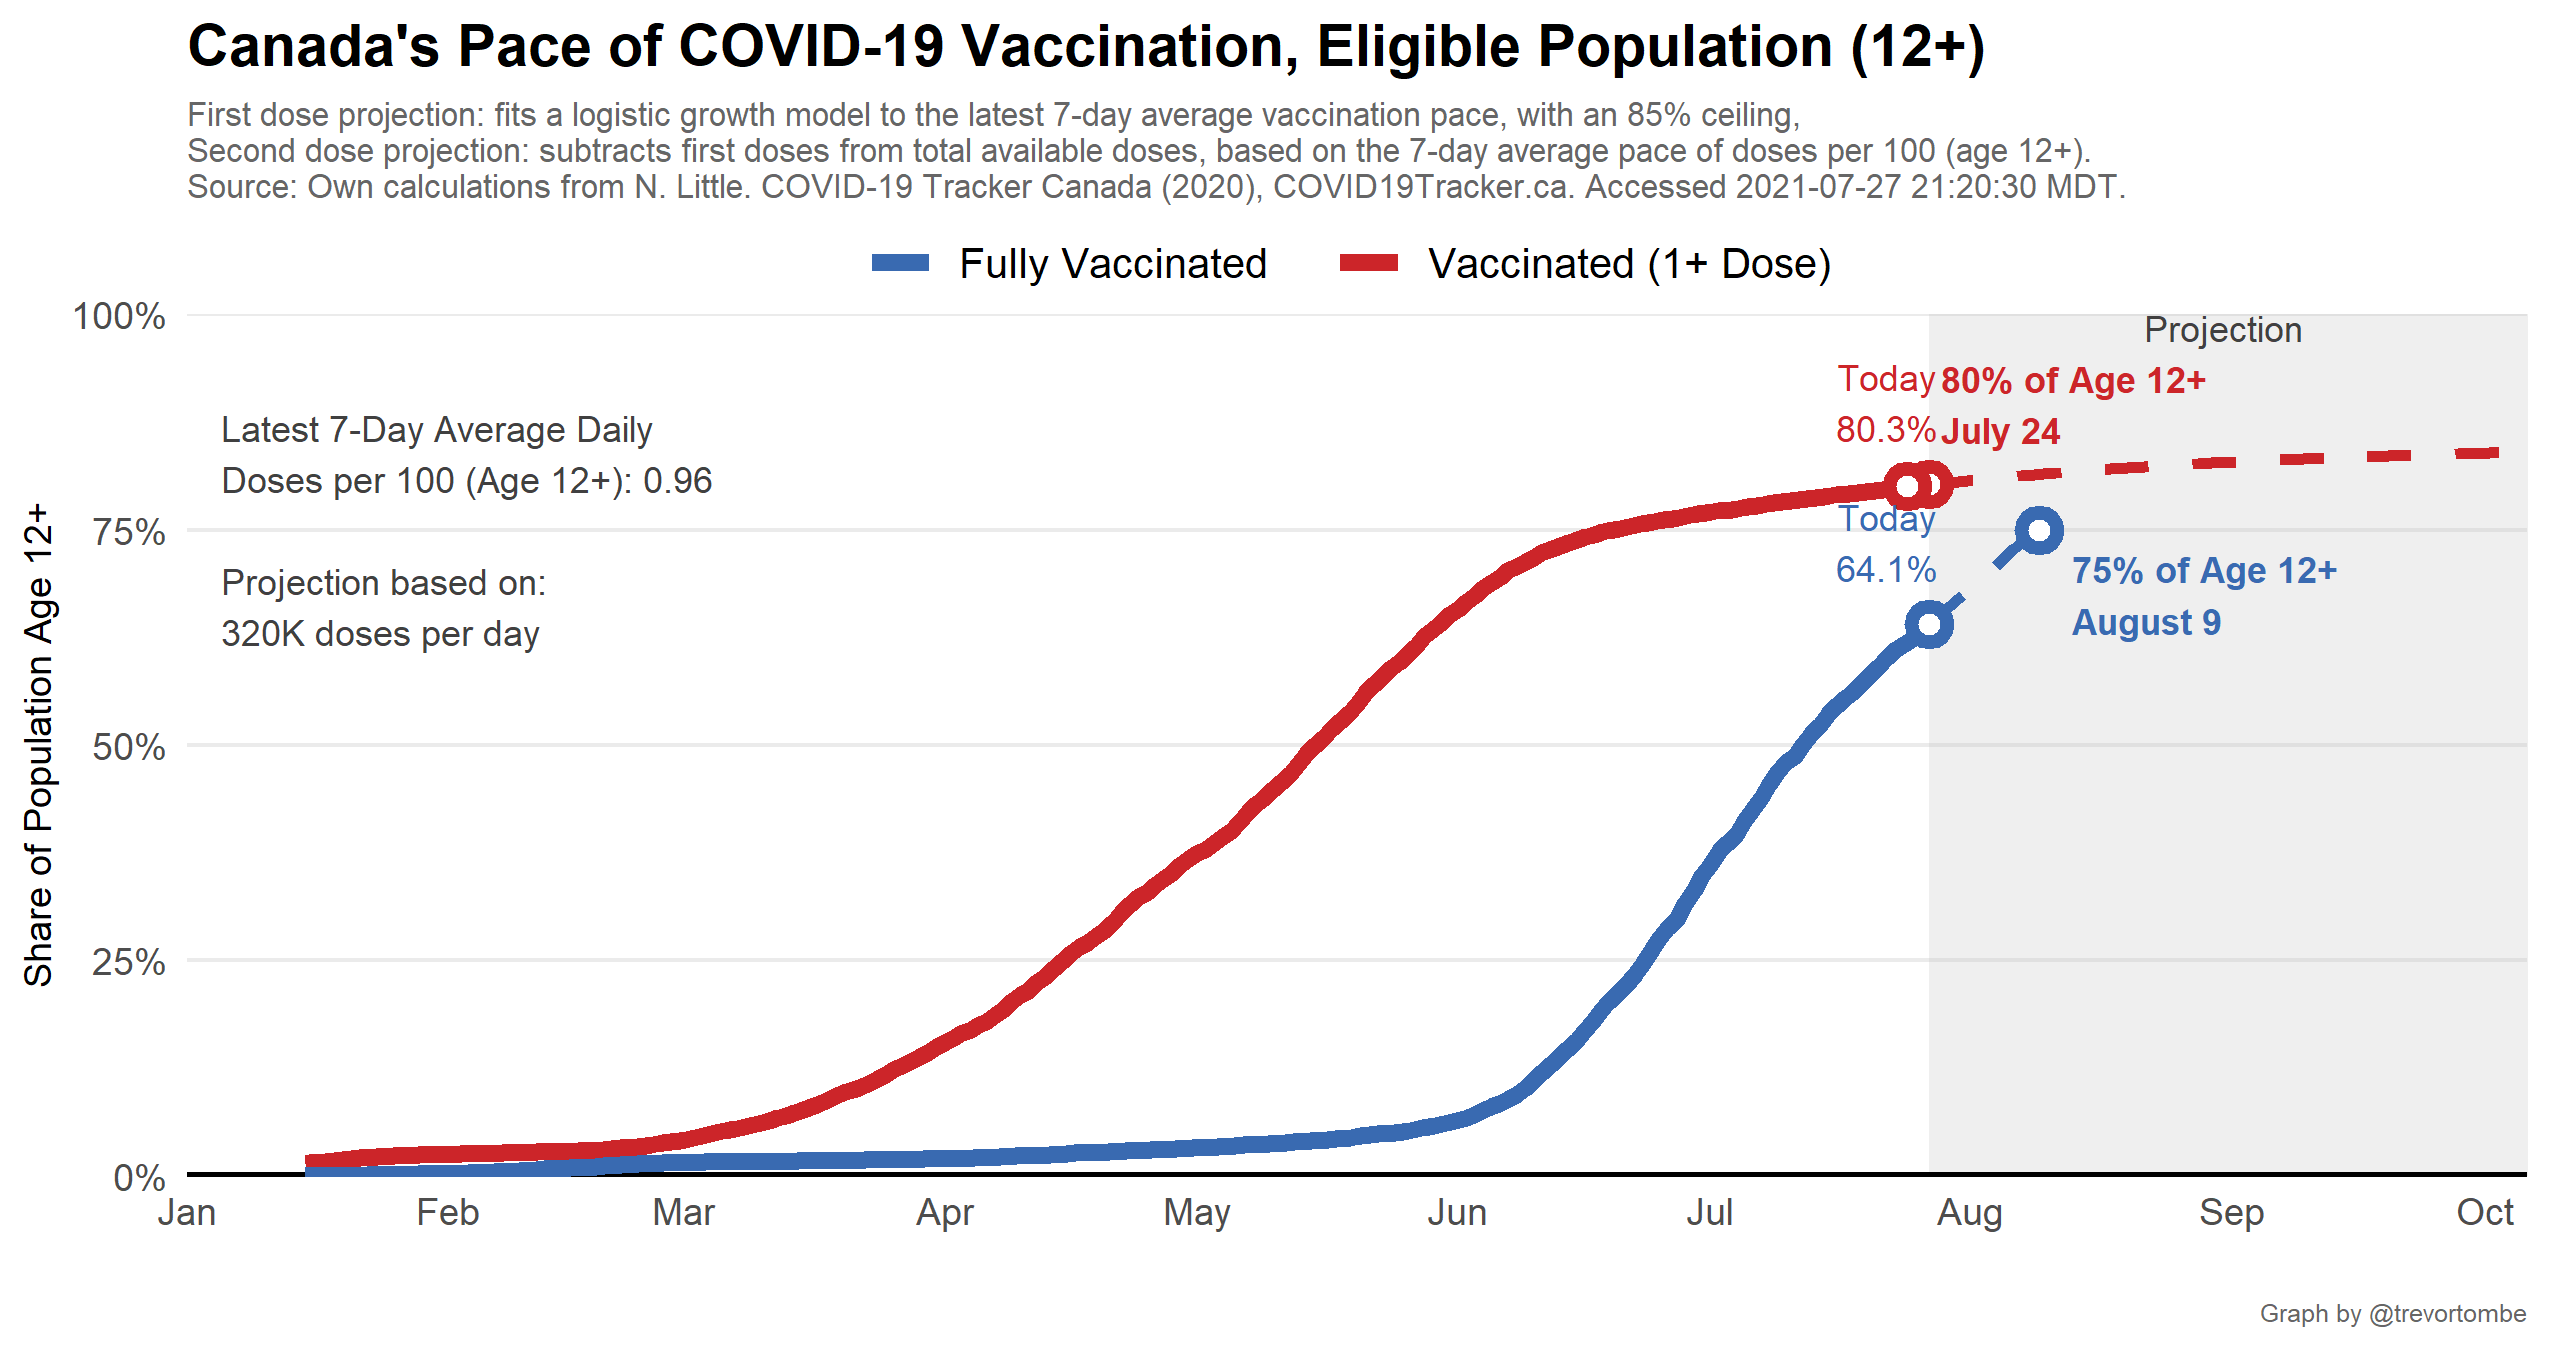 Canada's Pace of COVID-19 Vaccination, Eligible Population (12+)
First dose projection: fits a logistic growth model to the latest 7-day average vaccination pace, with an 85% ceiling,
Second dose projection: subtracts first doses from total available doses, based on the 7-day average pace of doses per 100 (age 12+).
Source: Own calculations from N. Little. COVID-19 Tracker Canada (2020), COVID19Tracker.ca. Accessed 2021-07-27 21:20:30 MDT.
Fully Vaccinated
Vaccinated (1+ Dose)
Share of Population Age 12+
100%
75%
50%
25%
0%
Latest 7-Day Average Daily
Doses per 100 (Age 12+): 0.96
Projection based on:
320K doses per day
Projection
Today
80.3%
80% of Age 12+
July 24
Today
64.1%
75% of Age 12+
August 9
Jan
Feb
Mar
Apr
May
Jun
Jul
Aug
Sep
Oct
Graph by @trevortombe